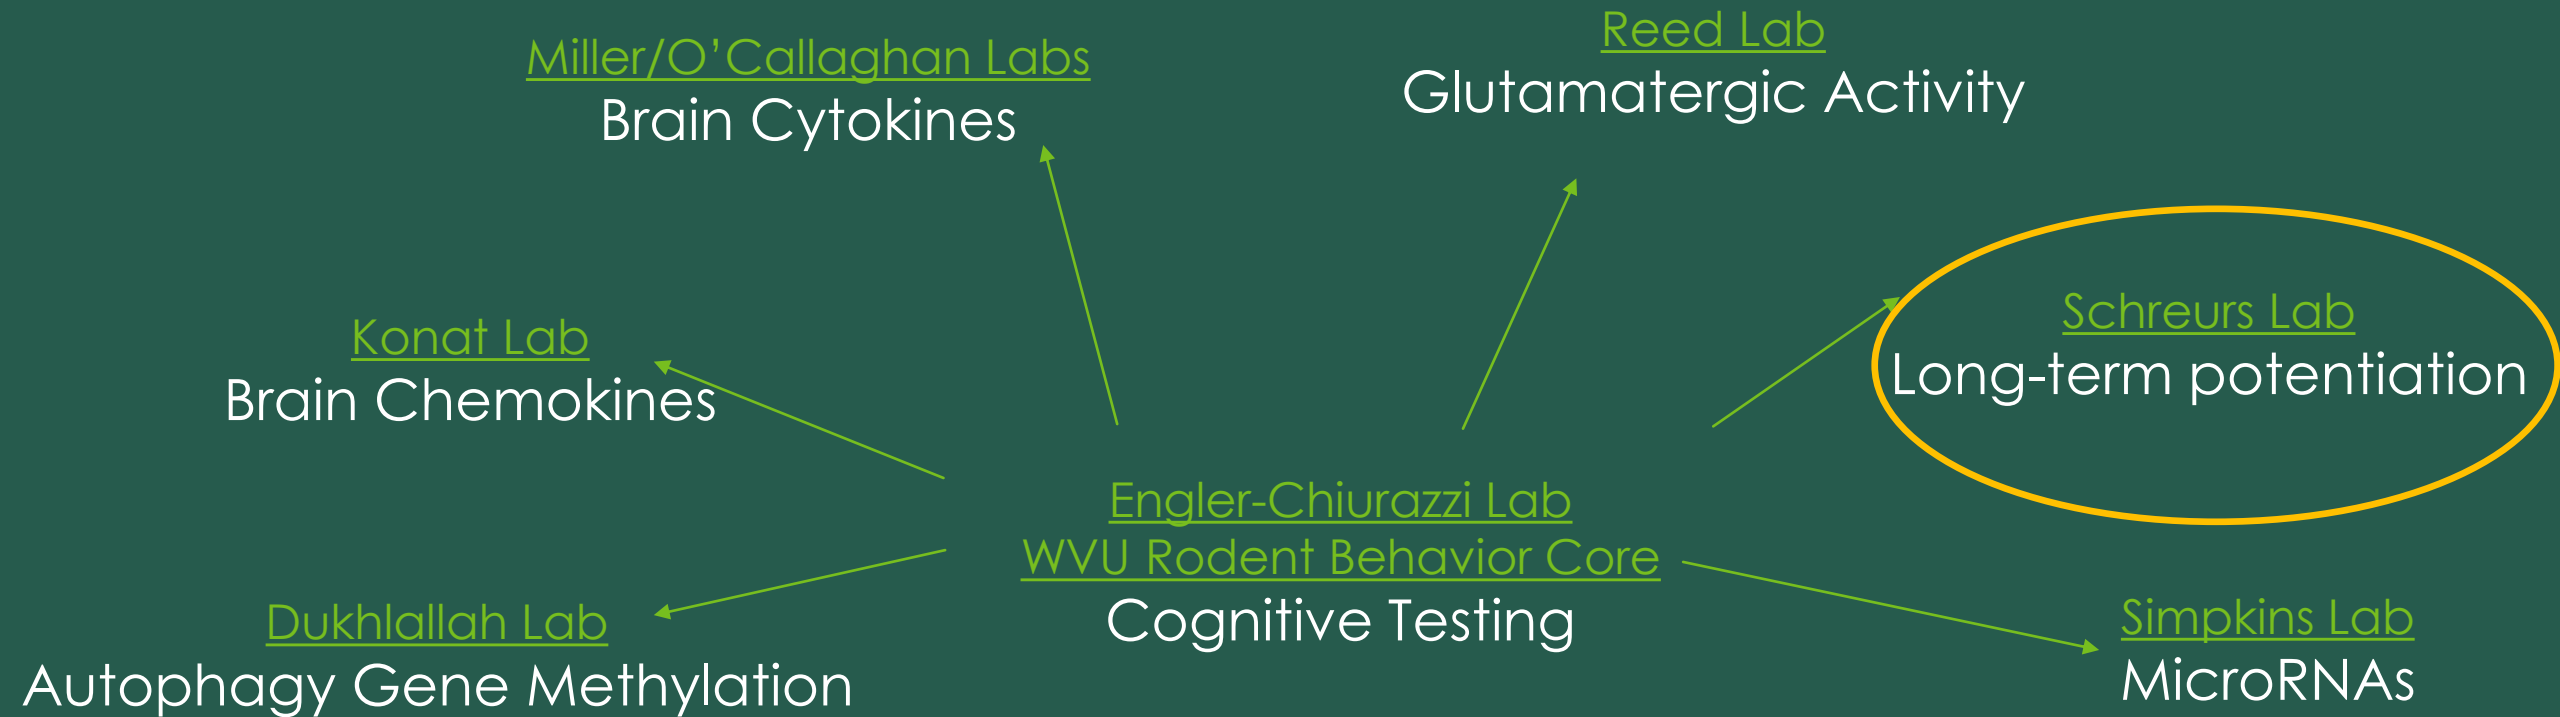 Miller/O’Callaghan Labs
Brain Cytokines
Reed Lab
Glutamatergic Activity
Konat Lab
Brain Chemokines
Schreurs Lab
Long-term potentiation
Engler-Chiurazzi Lab
WVU Rodent Behavior Core
Cognitive Testing
Dukhlallah Lab
Autophagy Gene Methylation
Simpkins Lab
MicroRNAs